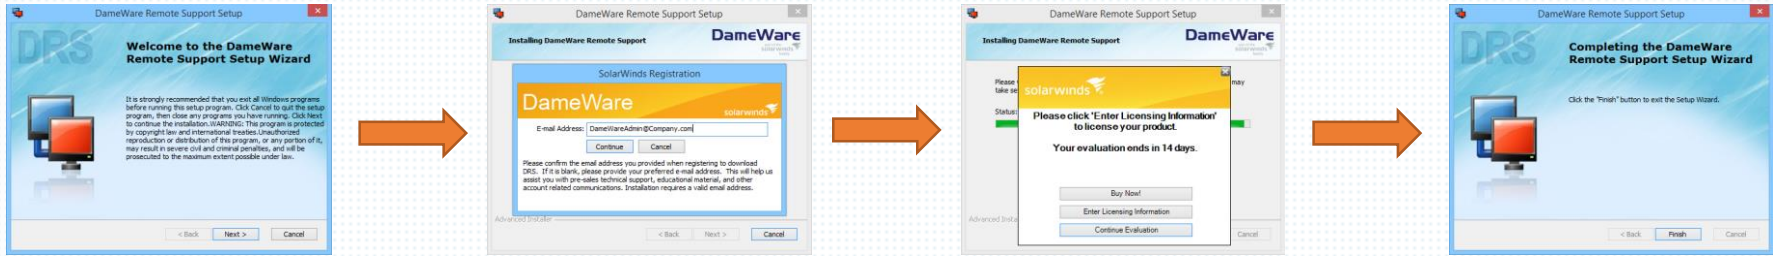 DameWare Remote Support Setup
DRS
Welcome to the DameWare
Remote Support Setup Wizard
It is strongly recommended that you exit all Windows programs
before running this setup program. Click Cancel to quit the setup
program, then close any programs you have running. Click Next
to continue the installation.WARNING: This program is protected
by copyright law and international treaties.Unauthorized
reproduction or distribution of this program, or any portion of it,
may result in severe civil and criminal penalties, and will be
prosecuted to the maximum extent possible under law.
< Back
Next >
Cancel
DameWare Remote Support Setup
Installing DameWare Remote Support
DameWare
solarwinds
SolarWinds Registration
DameWare
solarwinds
E-mail Address: DameWareAdmin@Company.com
Continue
Cancel
Please confirm the email address you provided when registering to download
DRS. If it is blank, please provide your preferred e-mail address. This will help us
assist you with pre-sales technical support, educational material, and other
account related communications. Installation requires a valid email address.
Advanced Installer
< Back
Next >
Cancel
DameWare Remote Support Setup
Installing DameWare Remote Support
DameWare
solarwinds
Please
may
take se
Status:
solarwinds
Please click 'Enter Licensing Information'
to license your product.
Your evaluation ends in 14 days.
Buy Now!
Enter Licensing Information
Continue Evaluation
Advanced Insta
Cancel
DameWare Remote Support Setup
DRS
Completing the DameWare
Remote Support Setup Wizard
Click the "Finish" button to exit the Setup Wizard.
< Back
Finish
Cancel